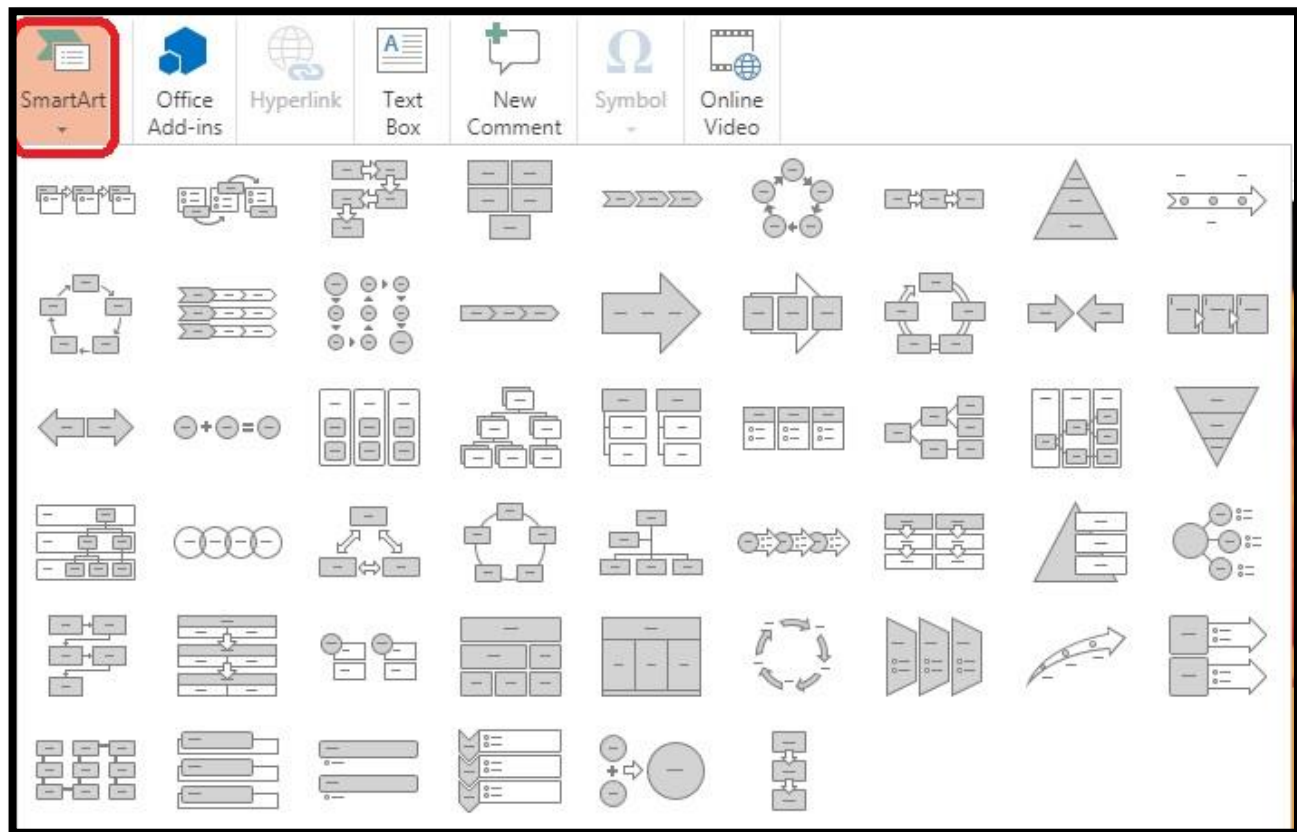 SmartArt
Office
Add-ins
Hyperlink
Text
Box
New
Comment
Symbol
Online
Video